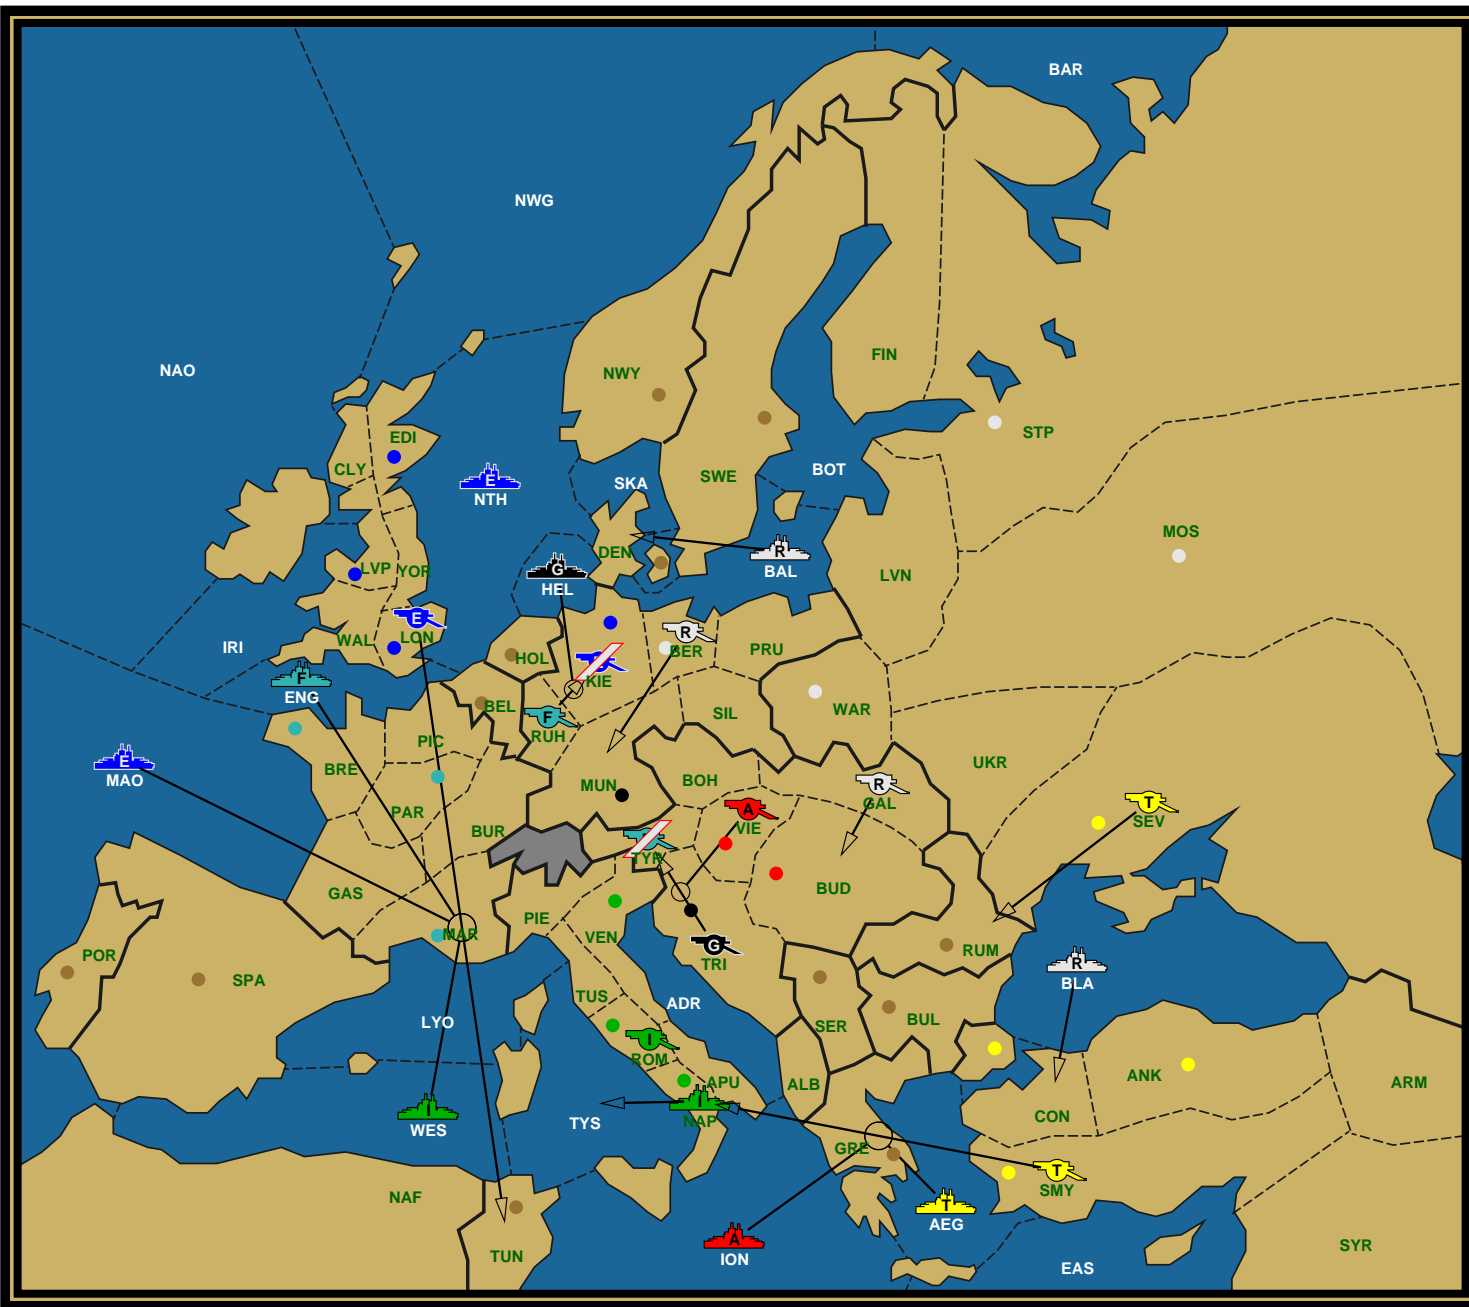 BAR
NWG
NAO
FIN
NWY
STP
EDI
CLY
SWE
BOT
SKA
E
NTH
MOS
DEN
R
BAL
G
HEL
LVP
YOR
LVN
E
LON
WAL
IRI
R
BER
PRU
HOL
KIE
F
ENG
BEL
SIL
WAR
F
RUH
PIC
E
MAO
BRE
UKR
BOH
MUN
R
GAL
T
SEV
A
VIE
PAR
BUR
TYR
BUD
GAS
PIE
VEN
MAR
G
TRI
RUM
POR
SPA
R
BLA
TUS
ADR
LYO
SER
BUL
I
ROM
APU
ALB
ANK
ARM
I
WES
TYS
I
NAP
CON
GRE
T
SMY
NAF
T
AEG
A
ION
TUN
EAS
SYR